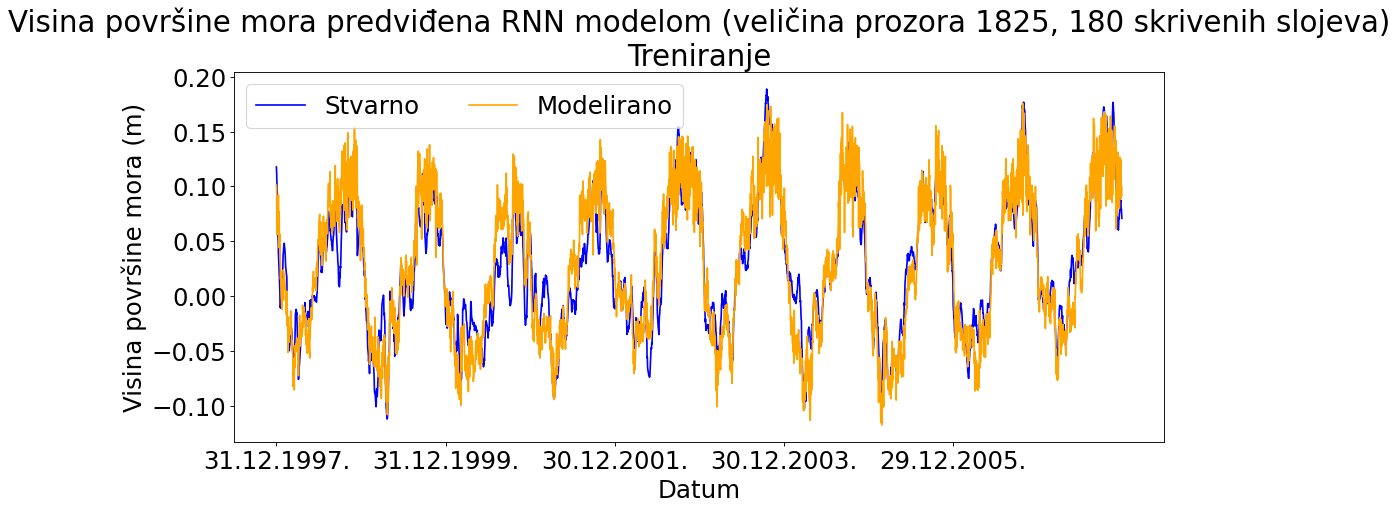 Visina površine mora predviđena RNN modelom (veličina prozora 1825, 180 skrivenih slojeva)
Treniranje
Stvarno Modelirano
Visina površine mora (m)
0.20
0.15
0.10
0.05
0.00
−0.05
−0.10
31.12.1997. 31.12.1999. 30.12.2001. 30.12.2003. 29.12.2005.
Datum